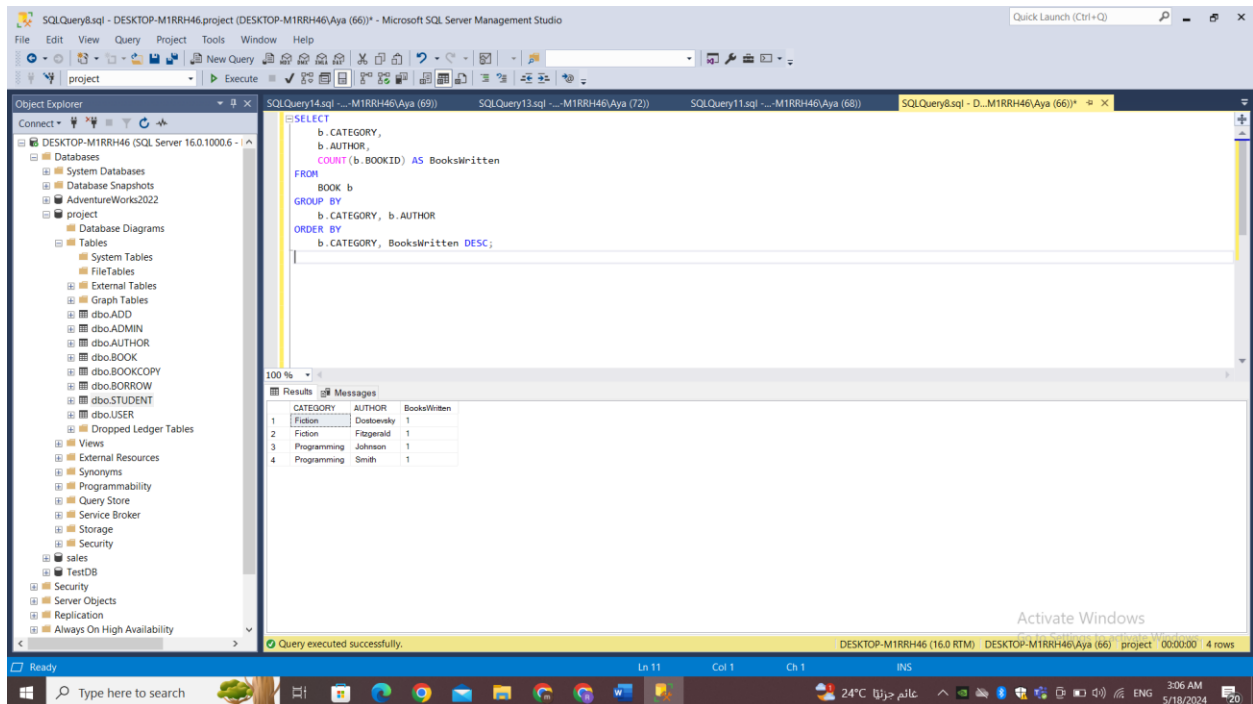 SQLQuery8.sql - DESKTOP-M1RRH46.project (DESKTOP-M1RRH46\Aya (66))* - Microsoft SQL Server Management Studio
Quick Launch (Ctrl+Q)
File Edit View Query Project Tools Window Help
New Query
project
Execute
Object Explorer
SQLQuery14.sql -...-M1RRH46\Aya (69))
SQLQuery13.sql -...-M1RRH46\Aya (72))
SQLQuery11.sql -...-M1RRH46\Aya (68))
SQLQuery8.sql - D...M1RRH46\Aya (66))*
Connect
DESKTOP-M1RRH46 (SQL Server 16.0.1000.6 -
Databases
System Databases
Database Snapshots
AdventureWorks2022
project
Database Diagrams
Tables
System Tables
FileTables
External Tables
Graph Tables
dbo.ADD
dbo.ADMIN
dbo.AUTHOR
dbo.BOOK
dbo.BOOKCOPY
dbo.BORROW
dbo.STUDENT
dbo.USER
Dropped Ledger Tables
Views
External Resources
Synonyms
Programmability
Query Store
Service Broker
Storage
Security
sales
TestDB
Security
Server Objects
Replication
Always On High Availability
SELECT
b.CATEGORY,
b.AUTHOR,
COUNT(b.BOOKID) AS BooksWritten
FROM
BOOK b
GROUP BY
b.CATEGORY, b.AUTHOR
ORDER BY
b.CATEGORY, BooksWritten DESC;
100 %
Results Messages
CATEGORY AUTHOR BooksWritten
1 Fiction Dostoevsky 1
2 Fiction Fitzgerald 1
3 Programming Johnson 1
4 Programming Smith 1
Activate Windows
Query executed successfully.
DESKTOP-M1RRH46 (16.0 RTM) DESKTOP-M1RRH46\Aya (66) project 00:00:00 4 rows
Ready
Ln 11 Col 1 Ch 1 INS
Type here to search
24°C غائم جزئيًا
ENG
3:06 AM
5/18/2024
20